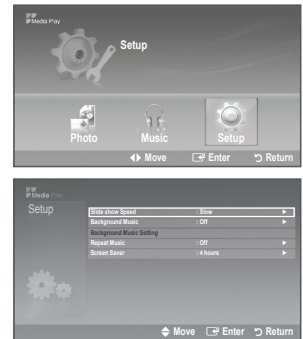 Media Play
Setup
Photo
Music
Setup
Move
Enter
Return
Media Play
Setup
Slide show Speed : Slow
Background Music : Off
Background Music Setting
Repeat Music : Off
Screen Saver : 4 hours
Move
Enter
Return